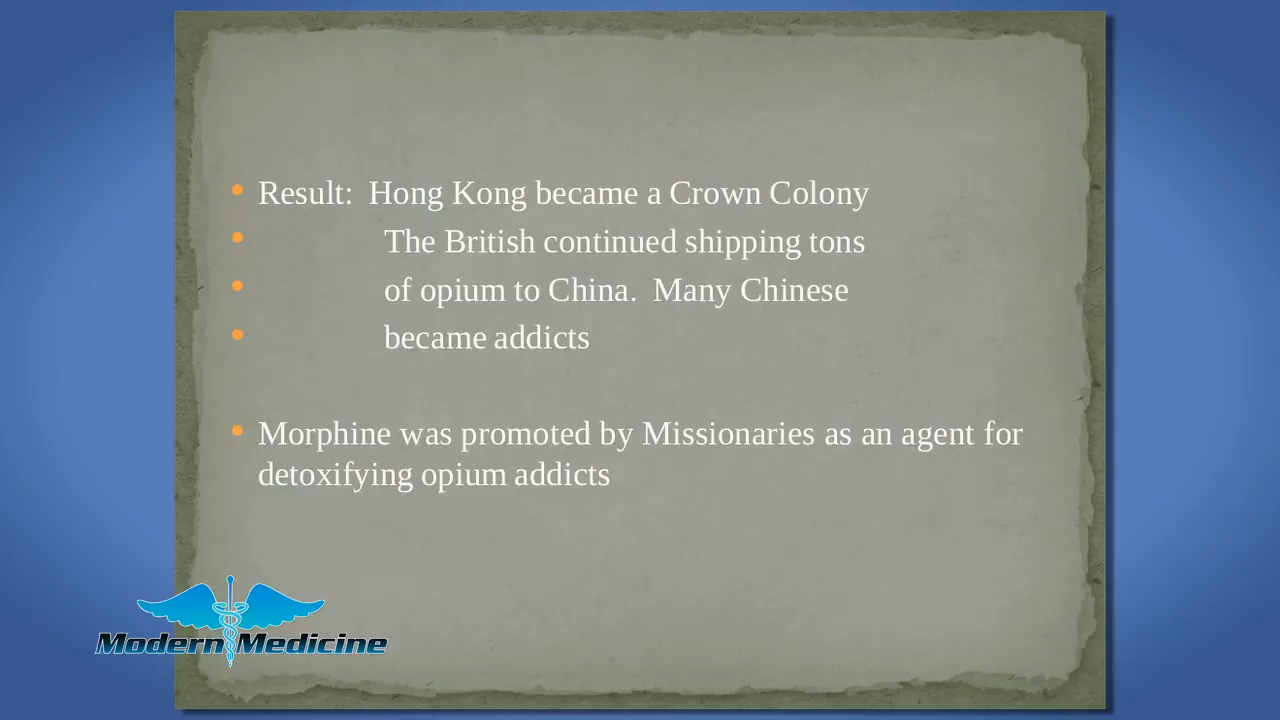 • Result:  Hong Kong became a Crown Colony
• The British continued shipping tons
• of opium to China.  Many Chinese
• became addicts
• Morphine was promoted by Missionaries as an agent for
detoxifying opium addicts
Modern Medicine